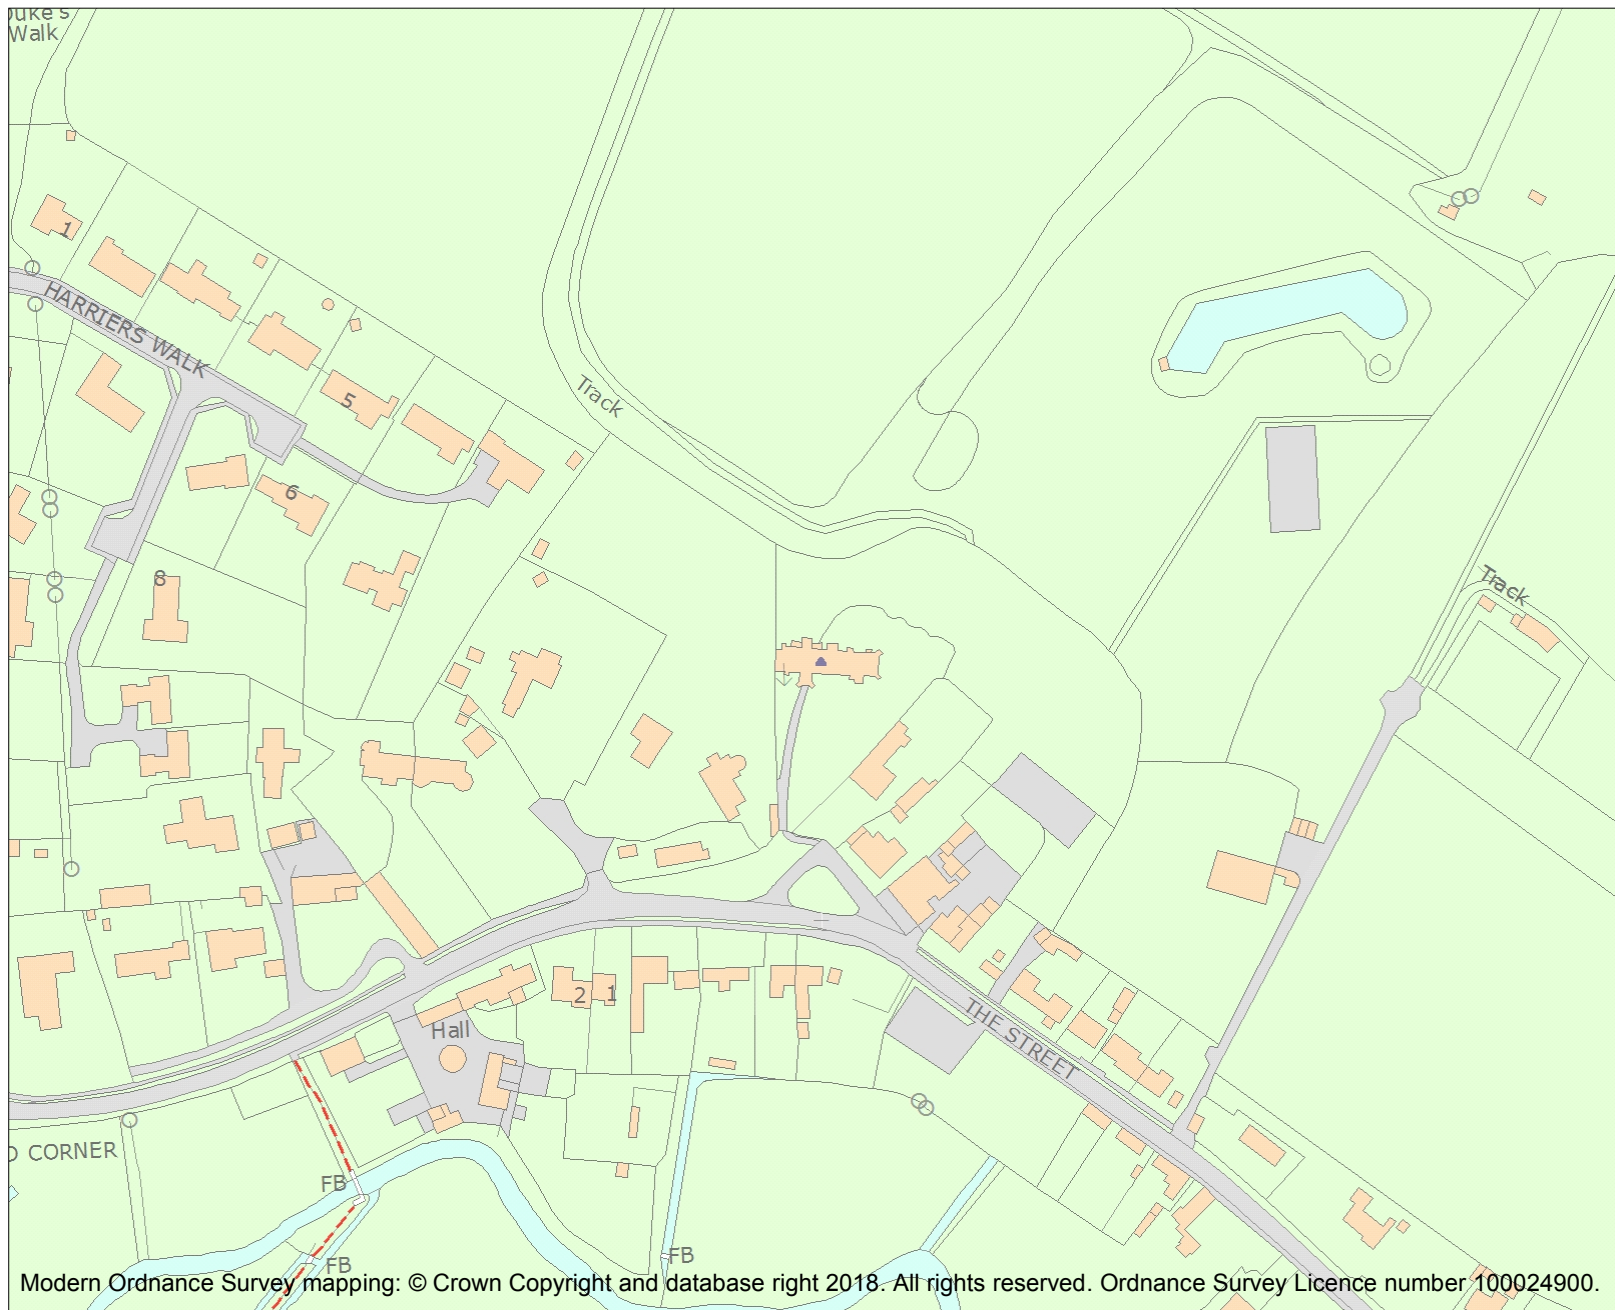 Duke's
Walk
1
HARRIERS WALK
Track
5
6
Track
8
2
1
Hall
THE STREET
CORNER
FB
FB
FB
Modern Ordnance Survey mapping: © Crown Copyright and database right 2018. All rights reserved. Ordnance Survey Licence number 100024900.